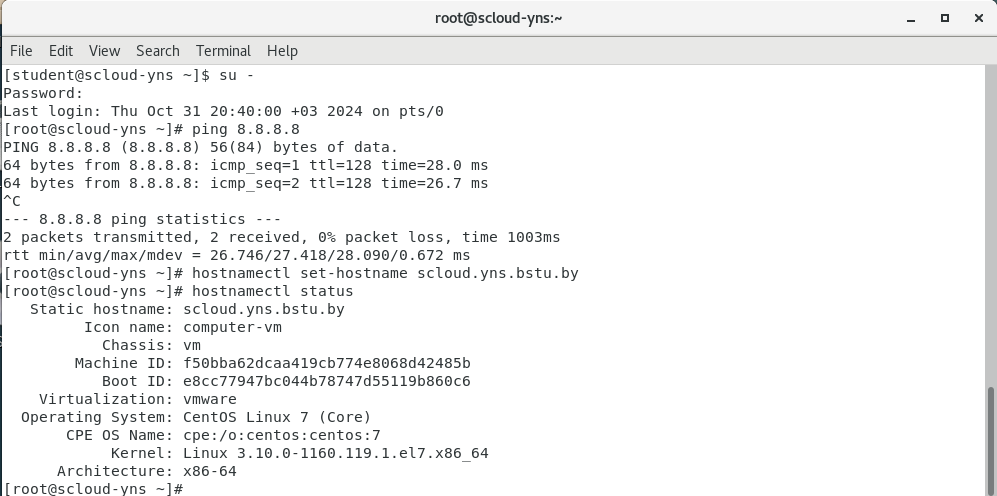 root@scloud-yns:~
File Edit View Search Terminal Help
[student@scloud-yns ~]$ su -
Password:
Last login: Thu Oct 31 20:40:00 +03 2024 on pts/0
[root@scloud-yns ~]# ping 8.8.8.8
PING 8.8.8.8 (8.8.8.8) 56(84) bytes of data.
64 bytes from 8.8.8.8: icmp_seq=1 ttl=128 time=28.0 ms
64 bytes from 8.8.8.8: icmp_seq=2 ttl=128 time=26.7 ms
^C
--- 8.8.8.8 ping statistics ---
2 packets transmitted, 2 received, 0% packet loss, time 1003ms
rtt min/avg/max/mdev = 26.746/27.418/28.090/0.672 ms
[root@scloud-yns ~]# hostnamectl set-hostname scloud.yns.bstu.by
[root@scloud-yns ~]# hostnamectl status
Static hostname: scloud.yns.bstu.by
Icon name: computer-vm
Chassis: vm
Machine ID: f50bba62dcaa419cb774e8068d42485b
Boot ID: e8cc77947bc044b78747d55119b860c6
Virtualization: vmware
Operating System: CentOS Linux 7 (Core)
CPE OS Name: cpe:/o:centos:centos:7
Kernel: Linux 3.10.0-1160.119.1.el7.x86_64
Architecture: x86-64
[root@scloud-yns ~]#